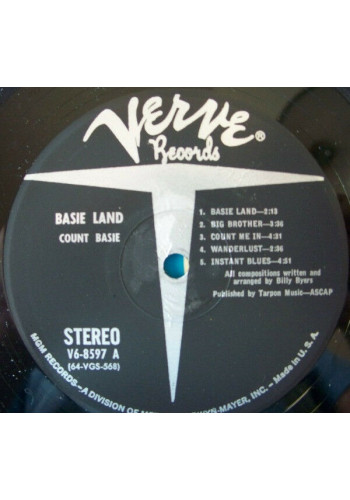 Verve®
Records
BASIE LAND
COUNT BASIE
1. BASIE LAND—2:13
2. BIG BROTHER—3:36
3. COUNT ME IN—4:31
4. WANDERLUST—2:36
5. INSTANT BLUES—4:51
All compositions written and
arranged by Billy Byers
Published by Tarpon Music—ASCAP
STEREO
V6-8597 A
(64-VGS-568)
MGM RECORDS—A DIVISION OF INC.—Made in U.S.A.